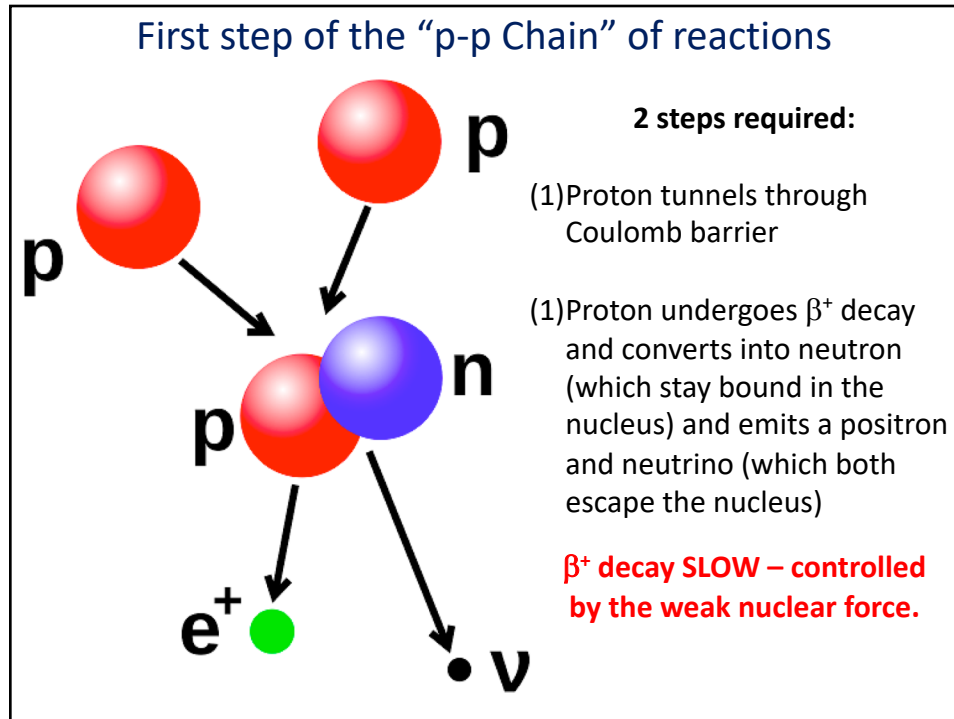 First step of the “p-p Chain” of reactions
p
p
2 steps required:
(1)Proton tunnels through
Coulomb barrier
(1)Proton undergoes β⁺ decay
and converts into neutron
(which stay bound in the
nucleus) and emits a positron
and neutrino (which both
escape the nucleus)
n
p
β⁺ decay SLOW – controlled
by the weak nuclear force.
e⁺
ν